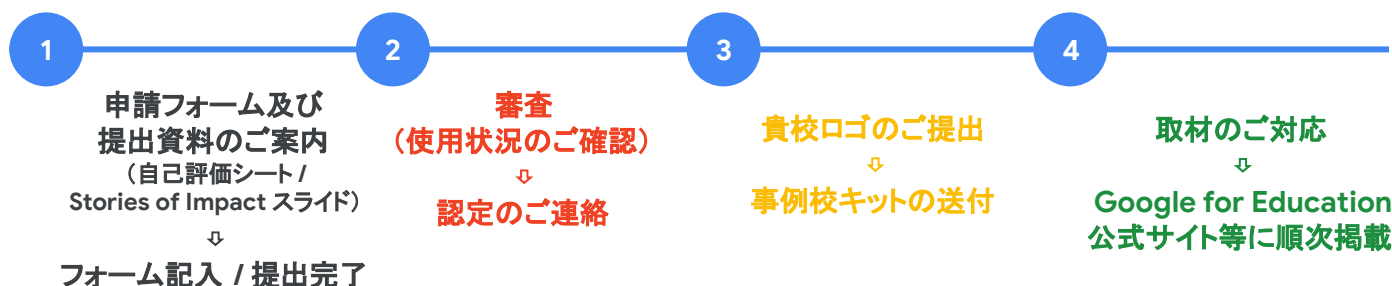 1
申請フォーム及び
提出資料のご案内
（自己評価シート /
Stories of Impact スライド）
⇩
フォーム記入 / 提出完了
2
審査
（使用状況のご確認）
⇩
認定のご連絡
3
貴校ロゴのご提出
⇩
事例校キットの送付
4
取材のご対応
⇩
Google for Education
公式サイト等に順次掲載